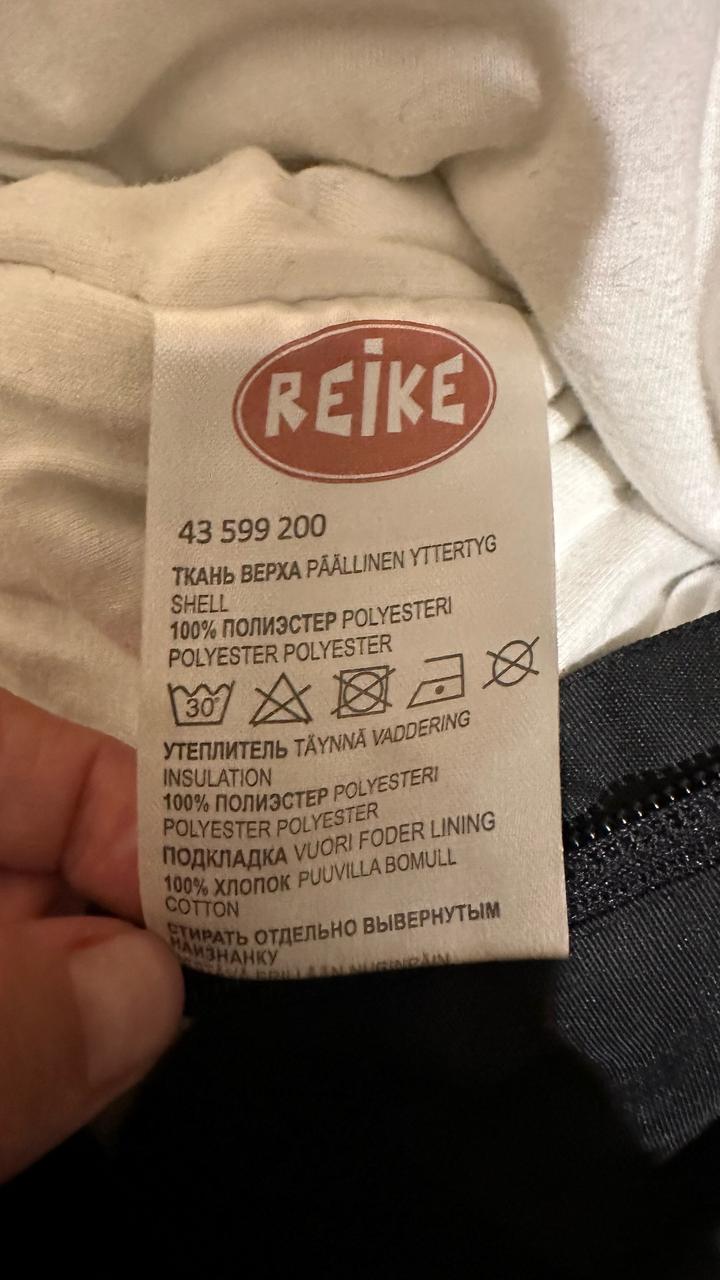 REIKE
43 599 200
ТКАНЬ ВЕРХА PÄÄLLINEN YTTERTYG
SHELL
100% ПОЛИЭСТЕР POLYESTERI
POLYESTER POLYESTER
30°
УТЕПЛИТЕЛЬ TÄYNNÄ VADDERING
INSULATION
100% ПОЛИЭСТЕР POLYESTERI
POLYESTER POLYESTER
ПОДКЛАДКА VUORI FODER LINING
100% ХЛОПОК PUUVILLA BOMULL
COTTON
СТИРАТЬ ОТДЕЛЬНО ВЫВЕРНУТЫМ
НАИЗНАНКУ